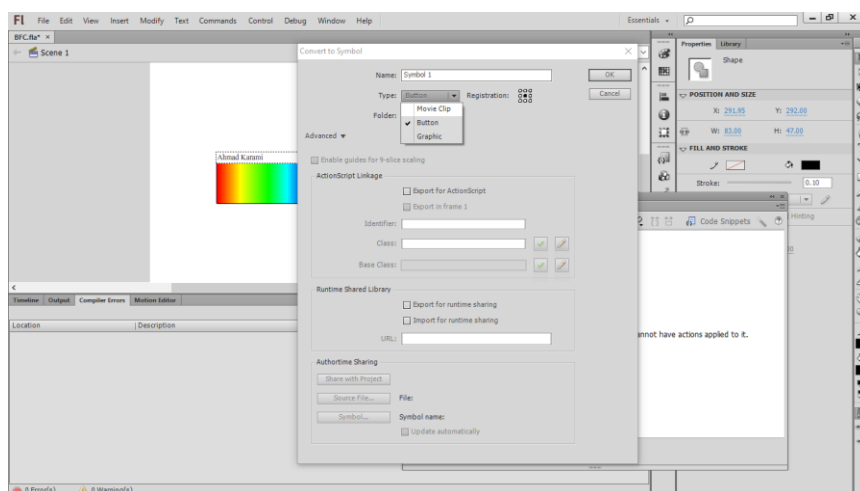 Fl File Edit View Insert Modify Text Commands Control Debug Window Help Essentials
BFC.fla* ×
Scene 1
Convert to Symbol
Name: Symbol 1 OK
Type: Button Registration: Cancel
Movie Clip
Button
Graphic
Folder:
Advanced
Enable guides for 9-slice scaling
ActionScript Linkage
Export for ActionScript
Export in frame 1
Identifier:
Class:
Base Class:
Runtime Shared Library
Export for runtime sharing
Import for runtime sharing
URL:
Authortime Sharing
Share with Project
Source File... File:
Symbol... Symbol name:
Update automatically
Ahmad Karami
Timeline Output Compiler Errors Motion Editor
Location Description
0 Error(s) 0 Warning(s)
Properties Library
Shape
POSITION AND SIZE
X: 291.95 Y: 292.00
W: 83.00 H: 47.00
FILL AND STROKE
Stroke: 0.10
Hinting
Code Snippets
annot have actions applied to it.